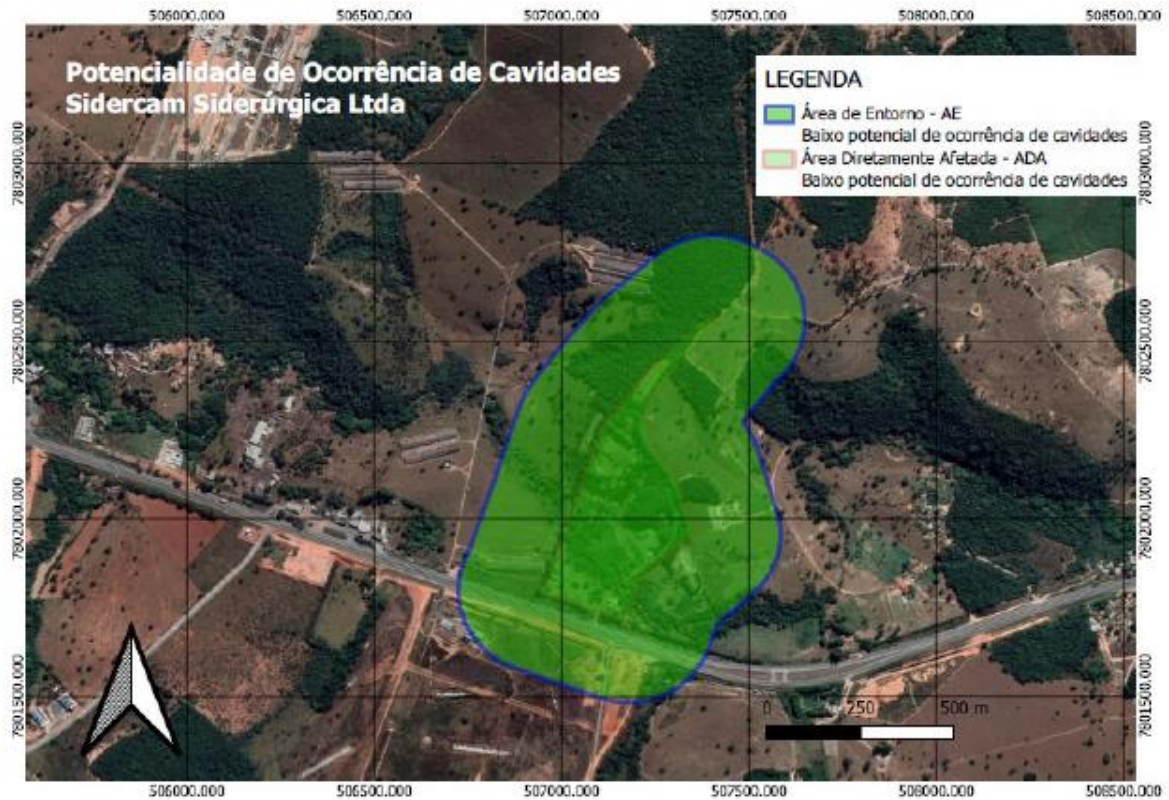 506000.000 506500.000 507000.000 507500.000 508000.000 508500.000
Potencialidade de Ocorrência de Cavidades
Sidercam Siderúrgica Ltda
LEGENDA
Área de Entorno - AE
Baixo potencial de ocorrência de cavidades
Área Diretamente Afetada - ADA
Baixo potencial de ocorrência de cavidades
7803000.000 7803000.000
7802500.000 7802500.000
7802000.000 7802000.000
7801500.000 7801500.000
0 250 500 m
506000.000 506500.000 507000.000 507500.000 508000.000 508500.000